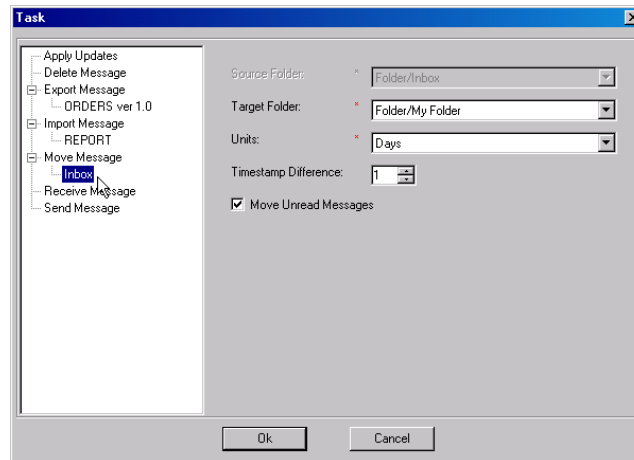 Task
Apply Updates
Delete Message
Export Message
ORDERS ver 1.0
Import Message
REPORT
Move Message
Inbox
Receive Message
Send Message
Source Folder: * Folder/Inbox
Target Folder: * Folder/My Folder
Units: * Days
Timestamp Difference: 1
Move Unread Messages
Ok Cancel